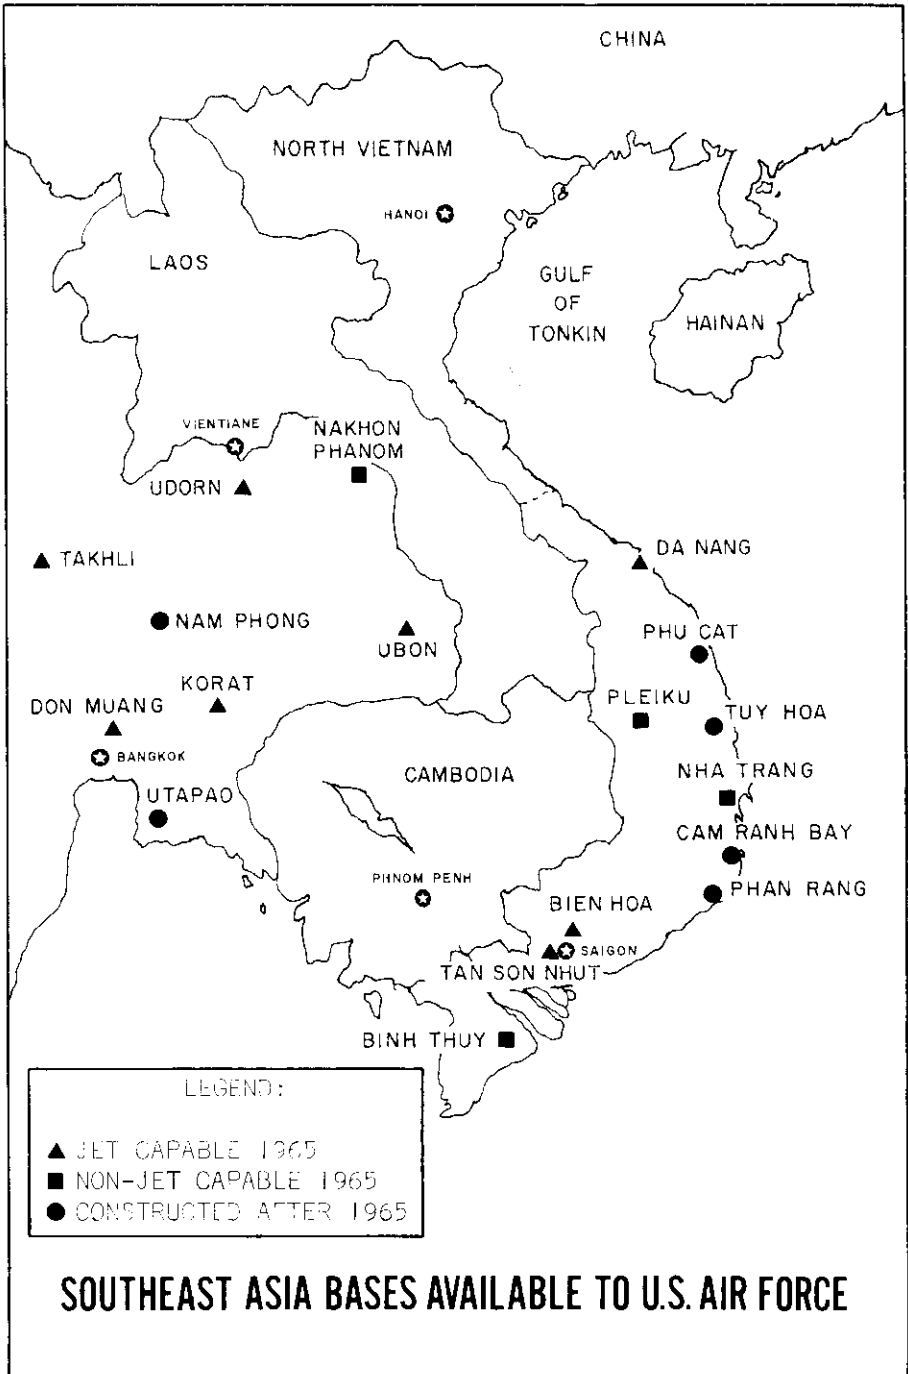 CHINA
NORTH VIETNAM
HANOI
LAOS
GULF
OF
TONKIN
HAINAN
VIENTIANE
NAKHON
PHANOM
UDORN
TAKHLI
DA NANG
NAM PHONG
PHU CAT
UBON
KORAT
PLEIKU
DON MUANG
TUY HOA
BANGKOK
CAMBODIA
NHA TRANG
UTAPAO
CAM RANH BAY
PHNOM PENH
PHAN RANG
BIEN HOA
SAIGON
TAN SON NHUT
BINH THUY
LEGEND:
JET CAPABLE 1965
NON-JET CAPABLE 1965
CONSTRUCTED AFTER 1965
SOUTHEAST ASIA BASES AVAILABLE TO U.S. AIR FORCE